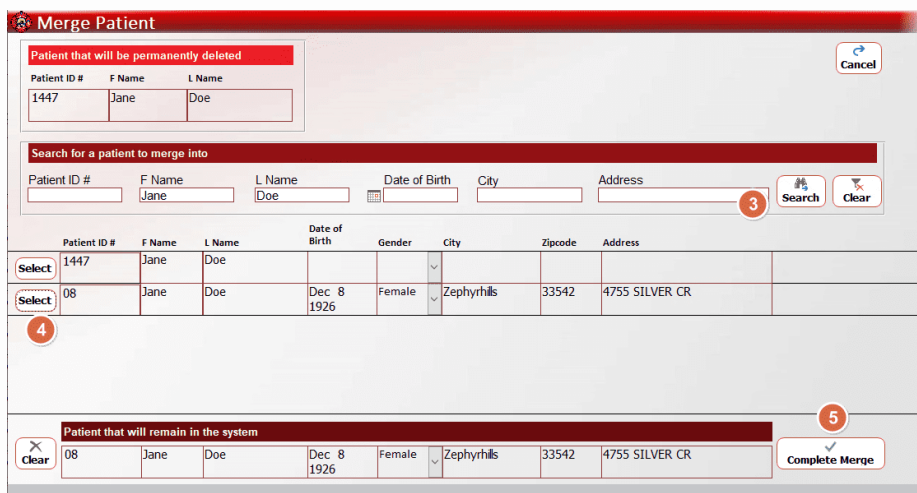 Merge Patient
Patient that will be permanently deleted
Cancel
Patient ID # F Name L Name
1447 Jane Doe
Search for a patient to merge into
Patient ID # F Name L Name Date of Birth City Address
Jane Doe
3
Search
Clear
Patient ID # F Name L Name Date of Birth Gender City Zipcode Address
Select 1447 Jane Doe
Select 08 Jane Doe Dec 8 Female Zephyrhills 33542 4755 SILVER CR
1926
4
5
Patient that will remain in the system
Clear 08 Jane Doe Dec 8 Female Zephyrhills 33542 4755 SILVER CR
1926
Complete Merge